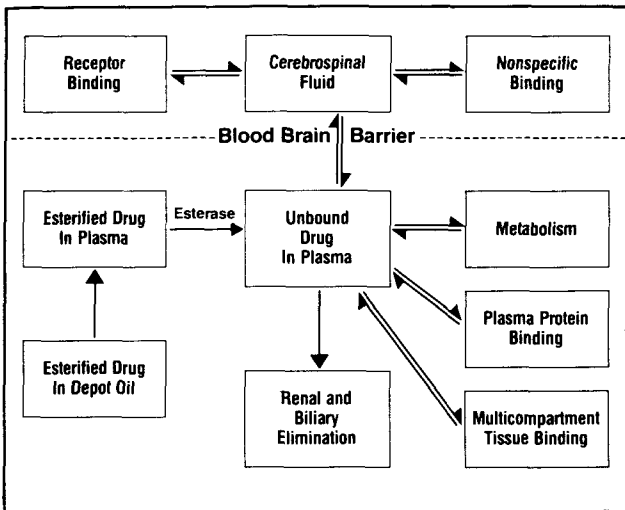 Receptor
Binding
Cerebrospinal
Fluid
Nonspecific
Binding
Blood Brain Barrier
Esterified Drug
In Plasma
Esterase
Unbound
Drug
In Plasma
Metabolism
Plasma Protein
Binding
Esterified Drug
In Depot Oil
Renal and
Biliary
Elimination
Multicompartment
Tissue Binding